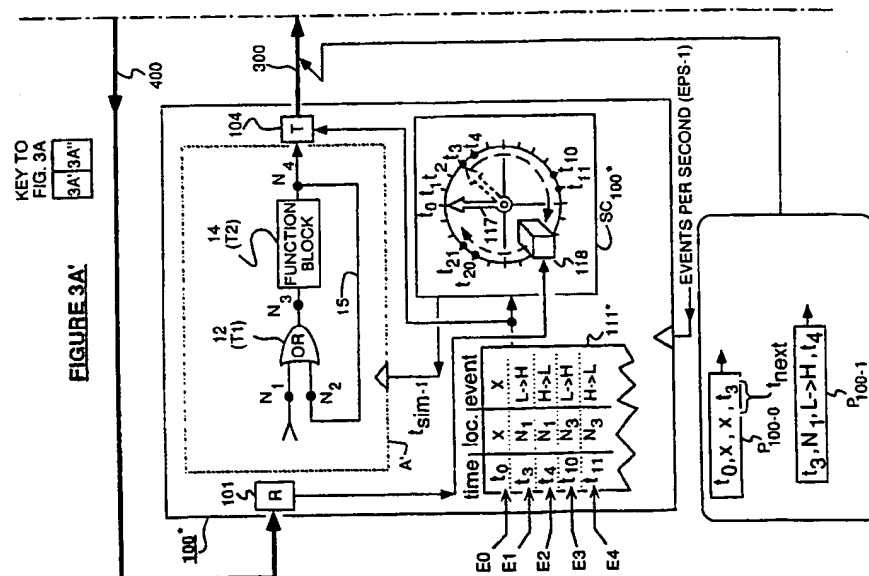 FIGURE 3A'
KEY TO
FIG. 3A
3A' 3A"
400
100*
101
R
A'
12
(T1)
OR
N1
N2
N3
14
(T2)
FUNCTION
BLOCK
15
N4
104
T
300
tsim-1
time loc. event
t0 X X
t3 N1 L->H
t4 N1 H->L
t10 N3 L->H
t11 N3 H->L
E0
E1
E2
E3
E4
111*
t0 t1 t2 t3 t4
t10
t11
t20
t21
117
118
SC100*
EVENTS PER SECOND (EPS-1)
t0, x, x, t3
tnext
P100-0
t3, N1, L->H, t4
P100-1